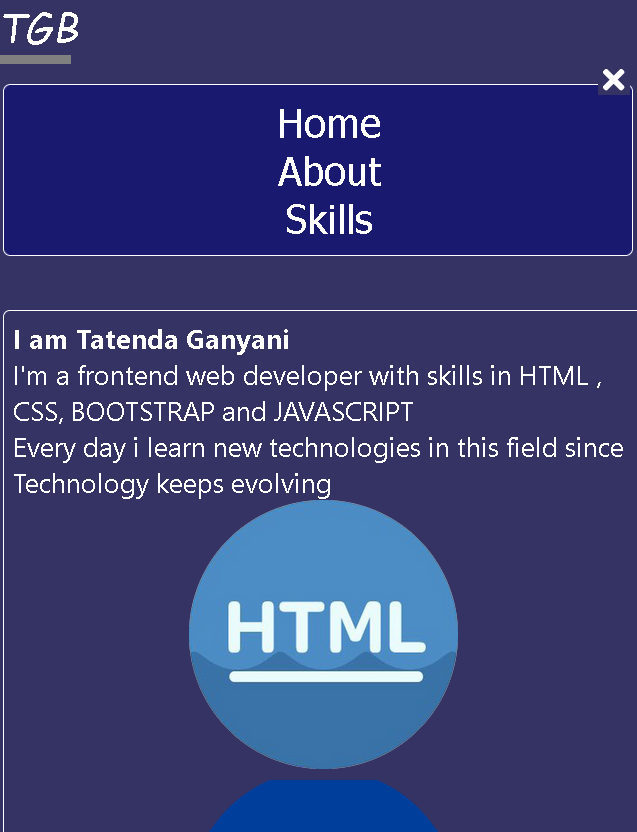 TGB
Home
About
Skills
I am Tatenda Ganyani
I'm a frontend web developer with skills in HTML ,
CSS, BOOTSTRAP and JAVASCRIPT
Every day i learn new technologies in this field since
Technology keeps evolving
HTML